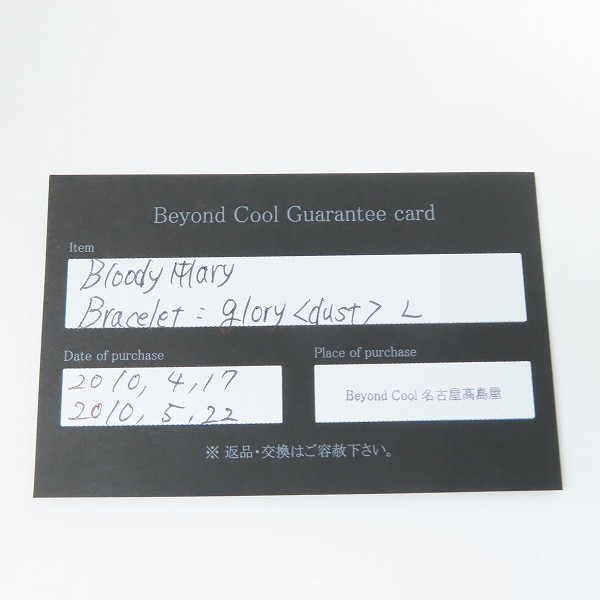 Beyond Cool Guarantee card
Item
Bloody Mary
Bracelet : glory <dust> L
Date of purchase
2010, 4, 17
2010, 5, 22
Place of purchase
Beyond Cool 名古屋髙島屋
※ 返品・交換はご容赦下さい。